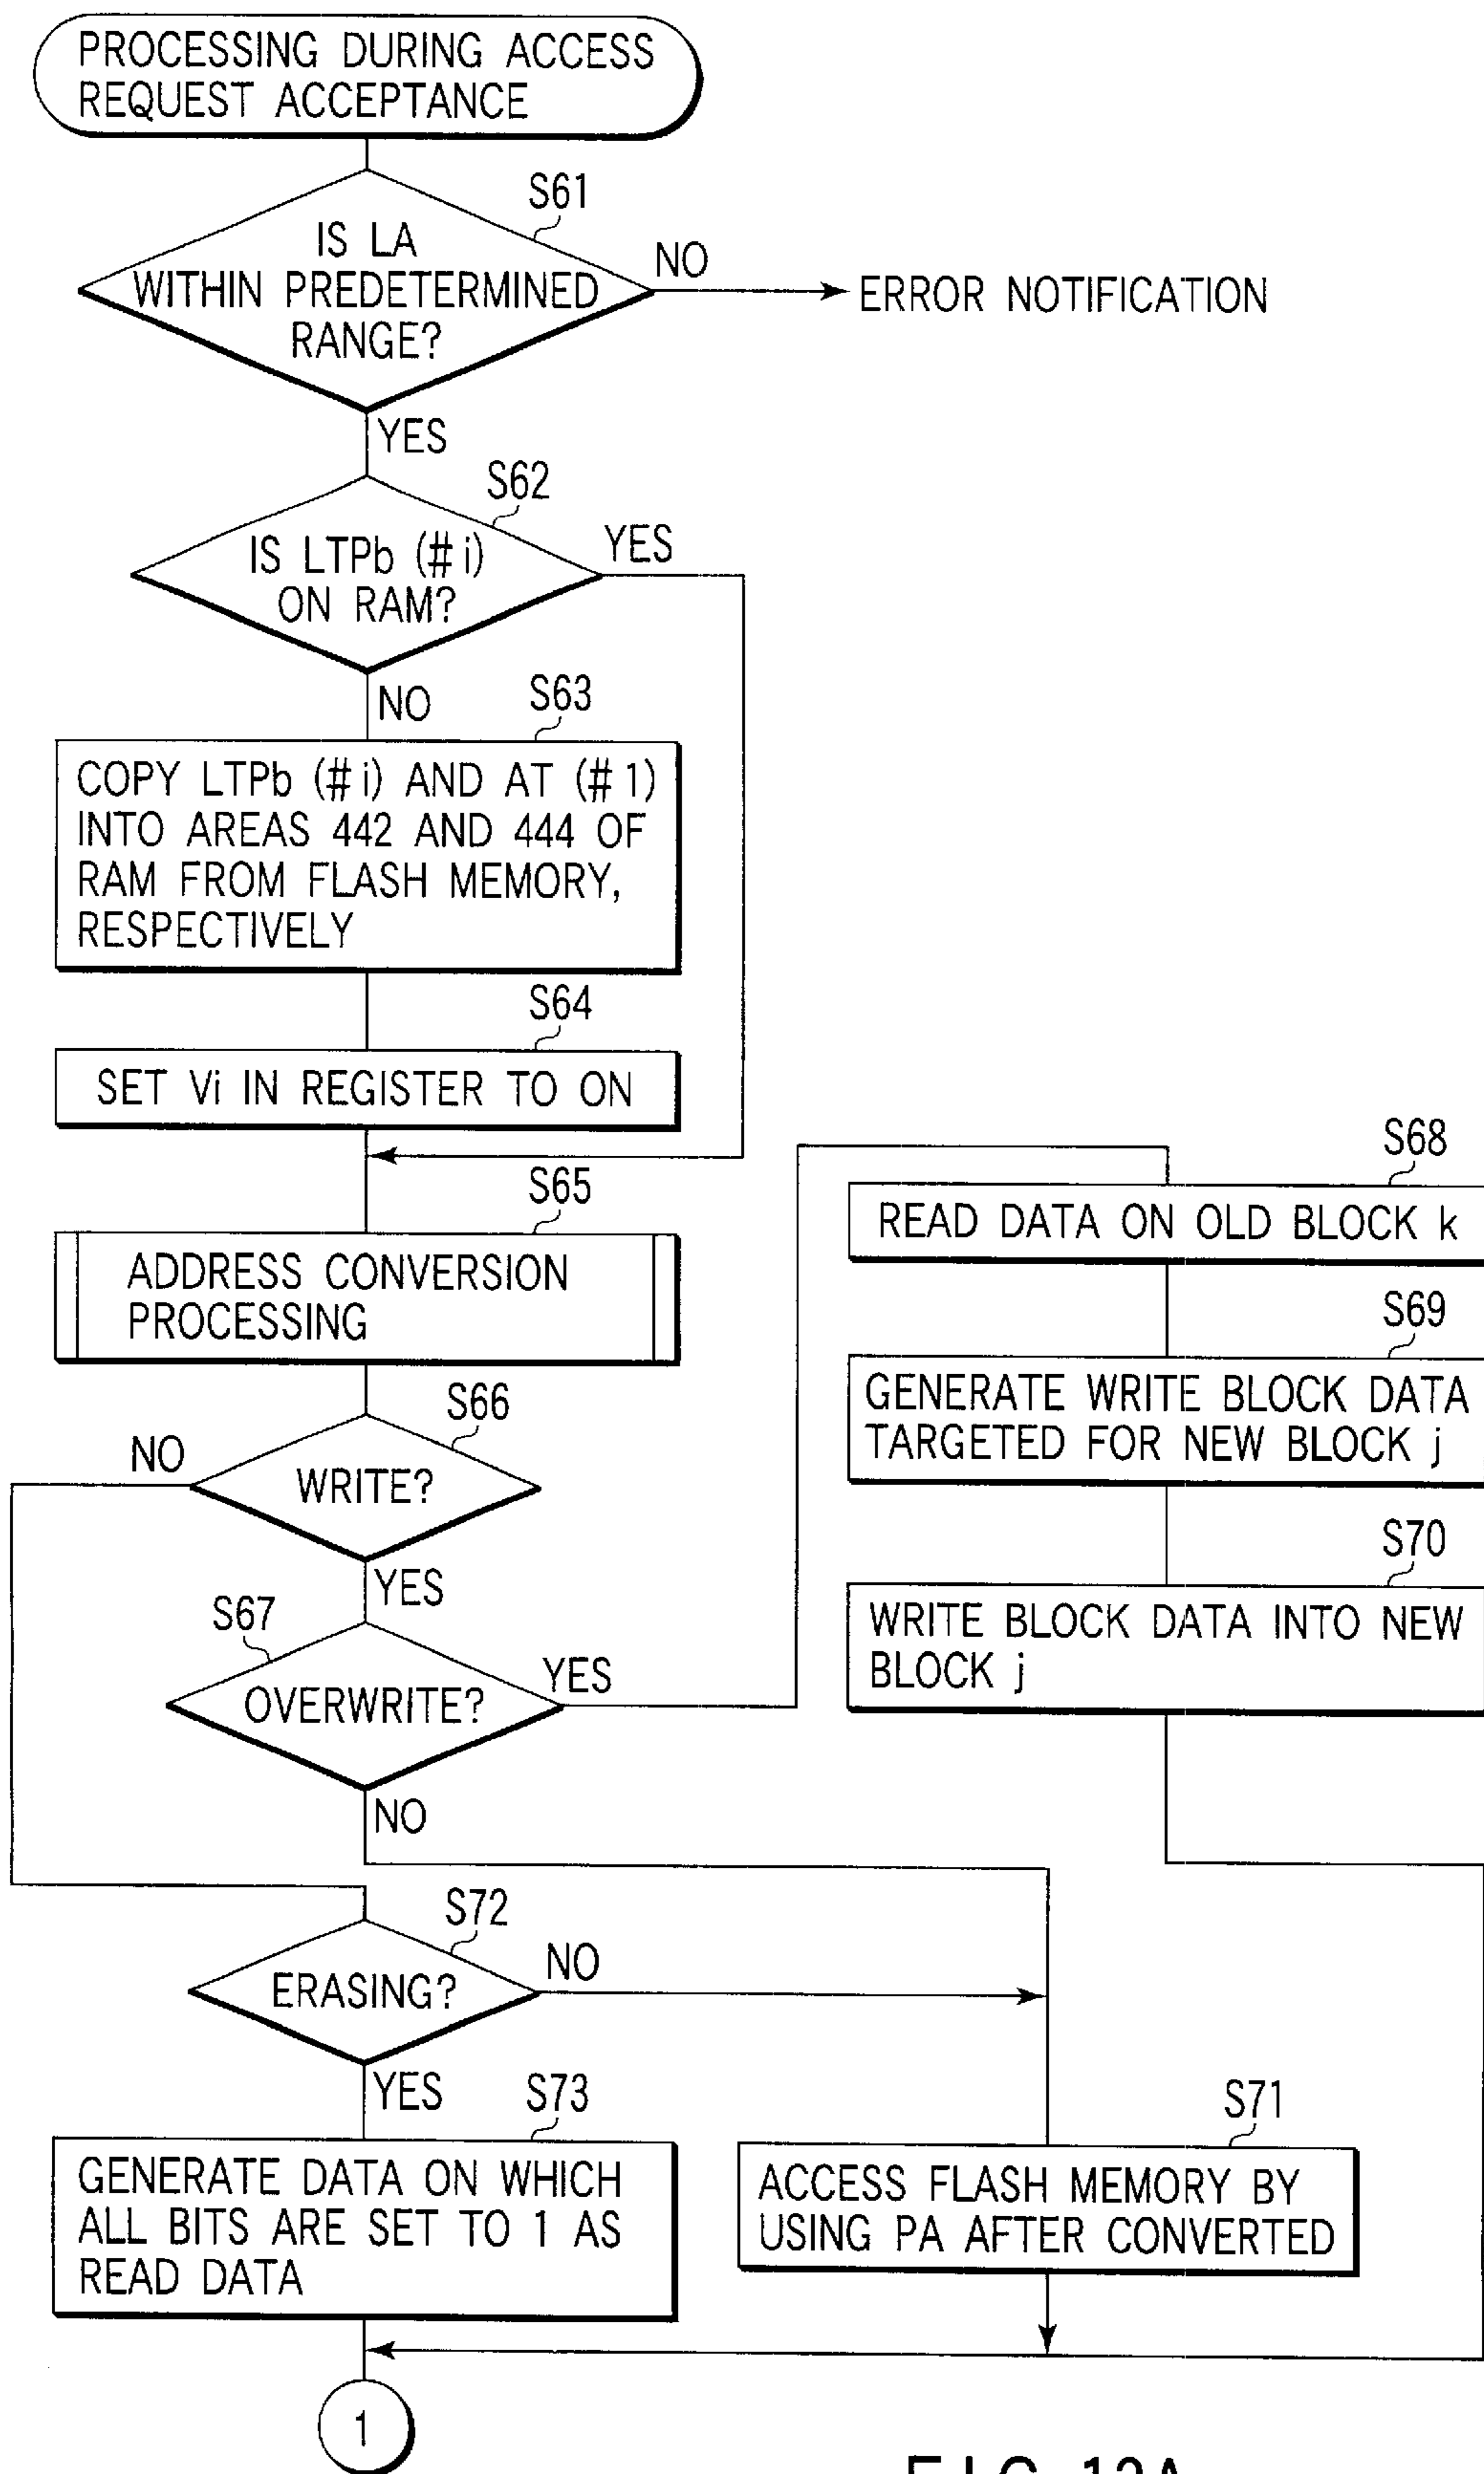 PROCESSING DURING ACCESS
REQUEST ACCEPTANCE
S61
IS LA
WITHIN PREDETERMINED
RANGE?
NO
ERROR NOTIFICATION
YES
S62
IS LTPb (# i)
ON RAM?
YES
NO
S63
COPY LTPb (# i) AND AT (# 1)
INTO AREAS 442 AND 444 OF
RAM FROM FLASH MEMORY,
RESPECTIVELY
S64
SET Vi IN REGISTER TO ON
S65
ADDRESS CONVERSION
PROCESSING
S66
NO
WRITE?
YES
S67
OVERWRITE?
YES
NO
S68
READ DATA ON OLD BLOCK k
S69
GENERATE WRITE BLOCK DATA
TARGETED FOR NEW BLOCK j
S70
WRITE BLOCK DATA INTO NEW
BLOCK j
S72
ERASING?
NO
YES
S73
GENERATE DATA ON WHICH
ALL BITS ARE SET TO 1 AS
READ DATA
S71
ACCESS FLASH MEMORY BY
USING PA AFTER CONVERTED
1